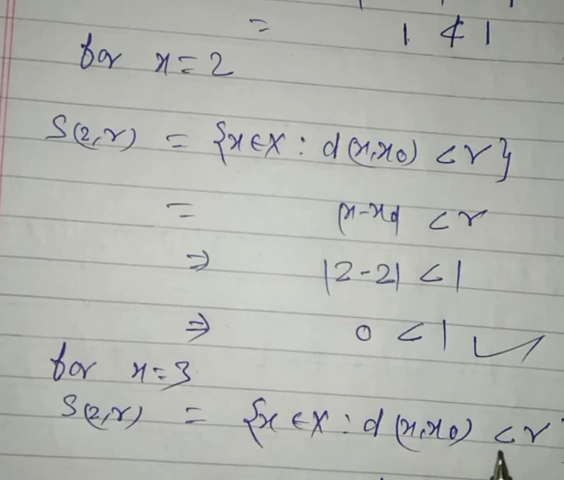 = 1 ≮ 1
for x=2
S(2,r) = {x∈X : d(x,x0) <r}
= |x-x0| <r
⇒ |2-2| <1
⇒ 0 <1 ✓
for x=3
S(2,r) = {x∈X : d(x,x0) <r